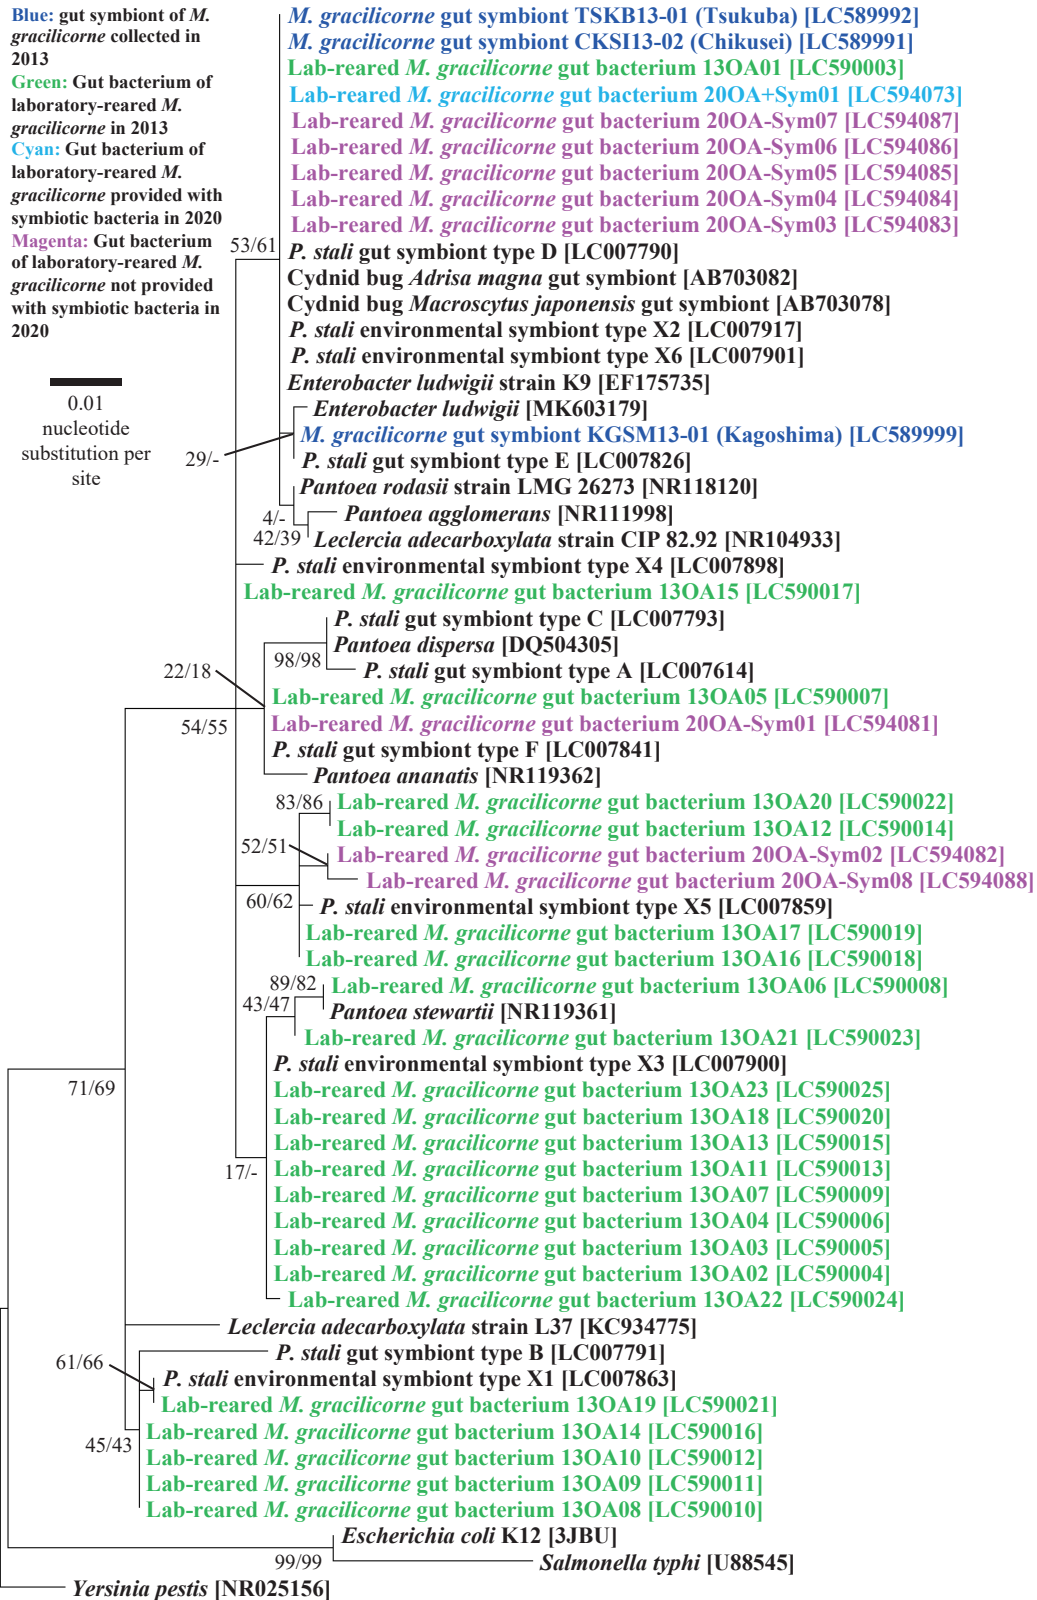 Blue: gut symbiont of M.
gracilicorne collected in
2013
Green: Gut bacterium of
laboratory-reared M.
gracilicorne in 2013
Cyan: Gut bacterium of
laboratory-reared M.
gracilicorne provided with
symbiotic bacteria in 2020
Magenta: Gut bacterium
of laboratory-reared M.
gracilicorne not provided
with symbiotic bacteria in
2020
0.01
nucleotide
substitution per
site
M. gracilicorne gut symbiont TSKB13-01 (Tsukuba) [LC589992]
M. gracilicorne gut symbiont CKSI13-02 (Chikusei) [LC589991]
Lab-reared M. gracilicorne gut bacterium 13OA01 [LC590003]
Lab-reared M. gracilicorne gut bacterium 20OA+Sym01 [LC594073]
Lab-reared M. gracilicorne gut bacterium 20OA-Sym07 [LC594087]
Lab-reared M. gracilicorne gut bacterium 20OA-Sym06 [LC594086]
Lab-reared M. gracilicorne gut bacterium 20OA-Sym05 [LC594085]
Lab-reared M. gracilicorne gut bacterium 20OA-Sym04 [LC594084]
Lab-reared M. gracilicorne gut bacterium 20OA-Sym03 [LC594083]
53/61
P. stali gut symbiont type D [LC007790]
Cydnid bug Adrisa magna gut symbiont [AB703082]
Cydnid bug Macroscytus japonensis gut symbiont [AB703078]
P. stali environmental symbiont type X2 [LC007917]
P. stali environmental symbiont type X6 [LC007901]
Enterobacter ludwigii strain K9 [EF175735]
Enterobacter ludwigii [MK603179]
M. gracilicorne gut symbiont KGSM13-01 (Kagoshima) [LC589999]
29/-
P. stali gut symbiont type E [LC007826]
Pantoea rodasii strain LMG 26273 [NR118120]
4/-
Pantoea agglomerans [NR111998]
42/39
Leclercia adecarboxylata strain CIP 82.92 [NR104933]
P. stali environmental symbiont type X4 [LC007898]
Lab-reared M. gracilicorne gut bacterium 13OA15 [LC590017]
P. stali gut symbiont type C [LC007793]
Pantoea dispersa [DQ504305]
98/98
22/18
P. stali gut symbiont type A [LC007614]
Lab-reared M. gracilicorne gut bacterium 13OA05 [LC590007]
54/55
Lab-reared M. gracilicorne gut bacterium 20OA-Sym01 [LC594081]
P. stali gut symbiont type F [LC007841]
Pantoea ananatis [NR119362]
83/86
Lab-reared M. gracilicorne gut bacterium 13OA20 [LC590022]
Lab-reared M. gracilicorne gut bacterium 13OA12 [LC590014]
52/51
Lab-reared M. gracilicorne gut bacterium 20OA-Sym02 [LC594082]
Lab-reared M. gracilicorne gut bacterium 20OA-Sym08 [LC594088]
60/62
P. stali environmental symbiont type X5 [LC007859]
Lab-reared M. gracilicorne gut bacterium 13OA17 [LC590019]
Lab-reared M. gracilicorne gut bacterium 13OA16 [LC590018]
89/82
Lab-reared M. gracilicorne gut bacterium 13OA06 [LC590008]
43/47
Pantoea stewartii [NR119361]
Lab-reared M. gracilicorne gut bacterium 13OA21 [LC590023]
P. stali environmental symbiont type X3 [LC007900]
71/69
Lab-reared M. gracilicorne gut bacterium 13OA23 [LC590025]
Lab-reared M. gracilicorne gut bacterium 13OA18 [LC590020]
Lab-reared M. gracilicorne gut bacterium 13OA13 [LC590015]
17/-
Lab-reared M. gracilicorne gut bacterium 13OA11 [LC590013]
Lab-reared M. gracilicorne gut bacterium 13OA07 [LC590009]
Lab-reared M. gracilicorne gut bacterium 13OA04 [LC590006]
Lab-reared M. gracilicorne gut bacterium 13OA03 [LC590005]
Lab-reared M. gracilicorne gut bacterium 13OA02 [LC590004]
Lab-reared M. gracilicorne gut bacterium 13OA22 [LC590024]
Leclercia adecarboxylata strain L37 [KC934775]
P. stali gut symbiont type B [LC007791]
61/66
P. stali environmental symbiont type X1 [LC007863]
Lab-reared M. gracilicorne gut bacterium 13OA19 [LC590021]
Lab-reared M. gracilicorne gut bacterium 13OA14 [LC590016]
45/43
Lab-reared M. gracilicorne gut bacterium 13OA10 [LC590012]
Lab-reared M. gracilicorne gut bacterium 13OA09 [LC590011]
Lab-reared M. gracilicorne gut bacterium 13OA08 [LC590010]
Escherichia coli K12 [3JBU]
99/99
Salmonella typhi [U88545]
Yersinia pestis [NR025156]